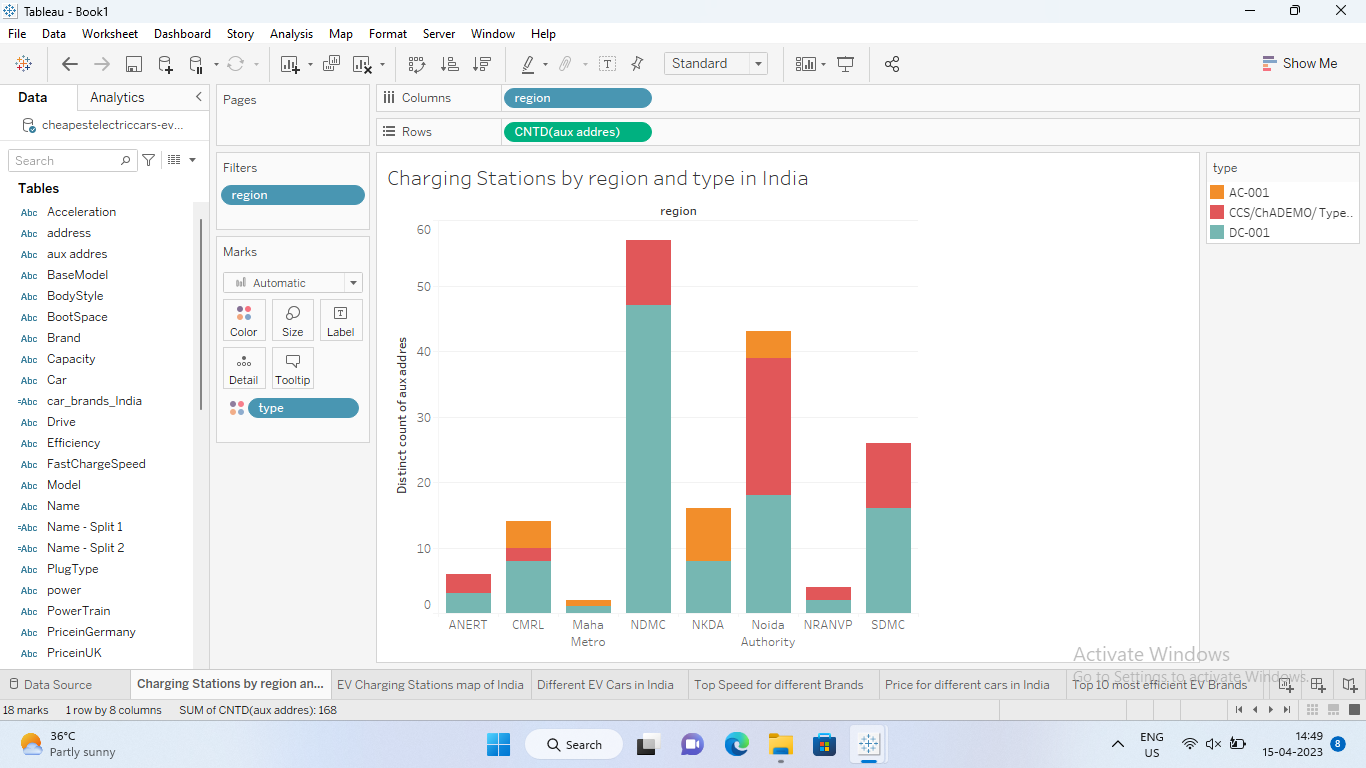 Tableau - Book1
File Data Worksheet Dashboard Story Analysis Map Format Server Window Help
Standard
Show Me
Data Analytics
cheapestelectriccars-ev...
Search
Tables
Abc Acceleration
Abc address
Abc aux addres
Abc BaseModel
Abc BodyStyle
Abc BootSpace
Abc Brand
Abc Capacity
Abc Car
=Abc car_brands_India
Abc Drive
Abc Efficiency
Abc FastChargeSpeed
Abc Model
Abc Name
=Abc Name - Split 1
=Abc Name - Split 2
Abc PlugType
Abc power
Abc PowerTrain
Abc PriceinGermany
Abc PriceinUK
Pages
Filters
region
Marks
Automatic
Color Size Label
Detail Tooltip
type
Columns region
Rows CNTD(aux addres)
Charging Stations by region and type in India
region
60
50
40
30
20
10
0
Distinct count of aux addres
ANERT CMRL Maha Metro NDMC NKDA Noida Authority NRANVP SDMC
type
AC-001
CCS/ChADEMO/ Type..
DC-001
Activate Windows
Go to Settings to activate Windows.
Data Source Charging Stations by region an... EV Charging Stations map of India Different EV Cars in India Top Speed for different Brands Price for different cars in India Top 10 most efficient EV Brands
18 marks 1 row by 8 columns SUM of CNTD(aux addres): 168
36°C
Partly sunny
Search
ENG
US
14:49
15-04-2023
8